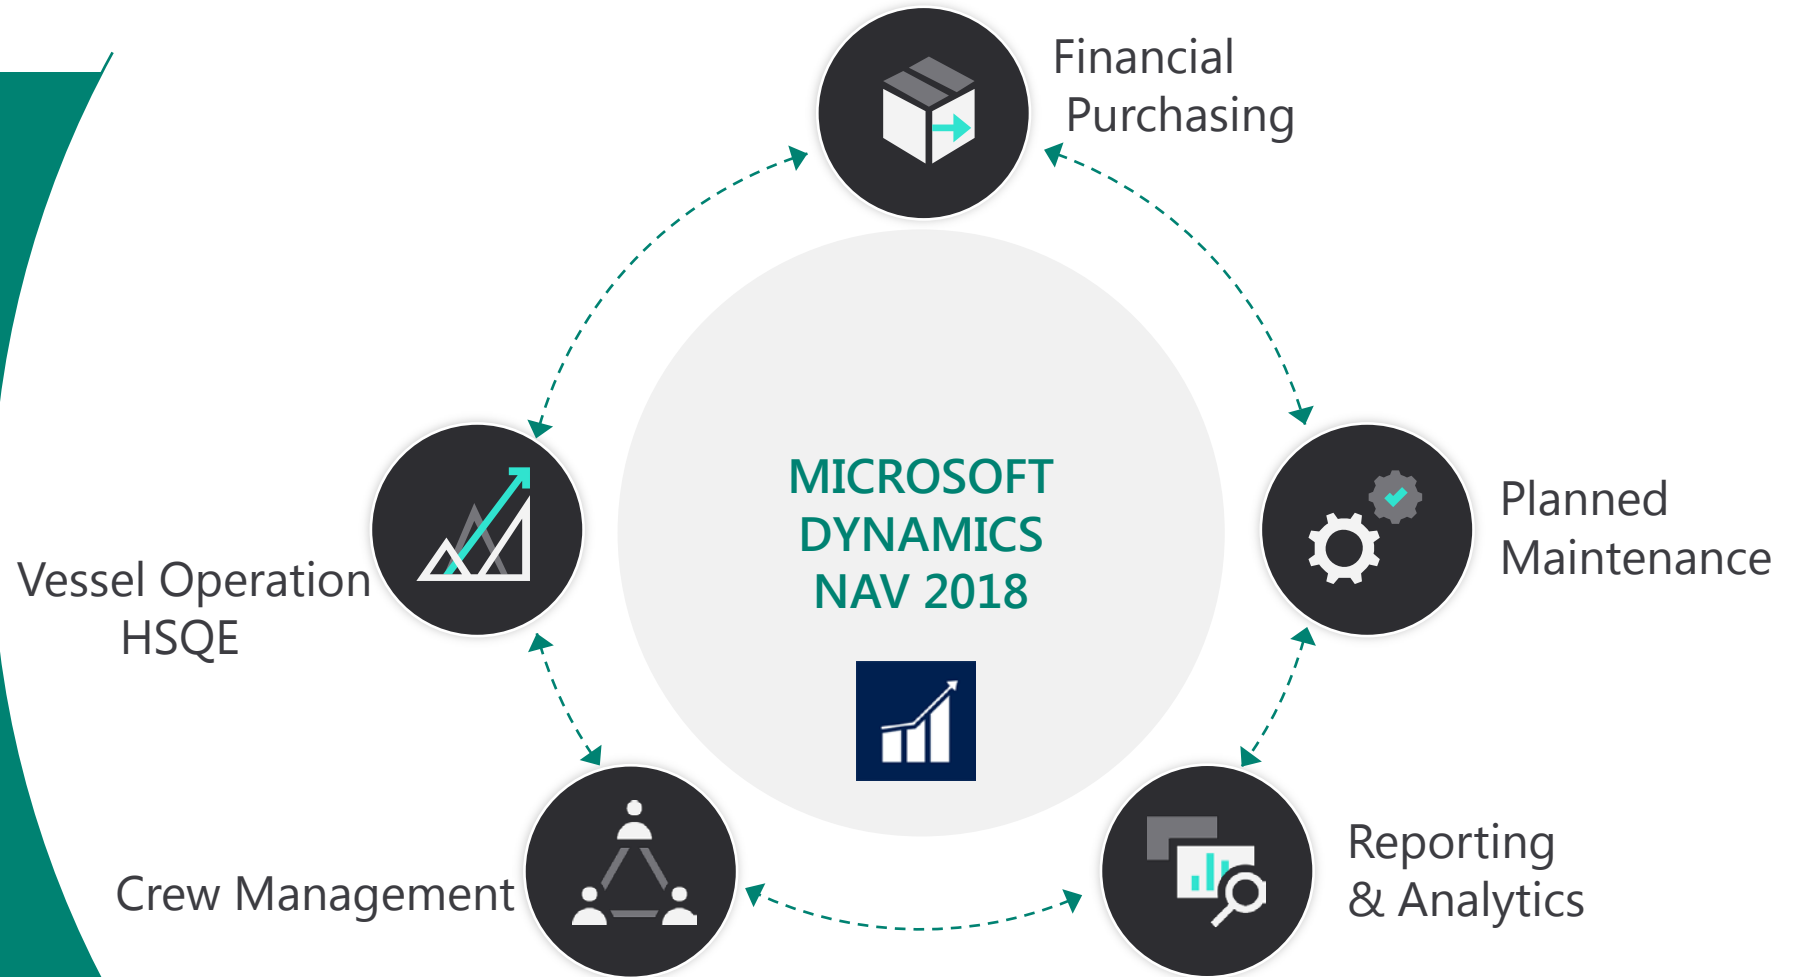 Financial
Purchasing
MICROSOFT
DYNAMICS
NAV 2018
Planned
Maintenance
Vessel Operation
HSQE
Reporting
& Analytics
Crew Management